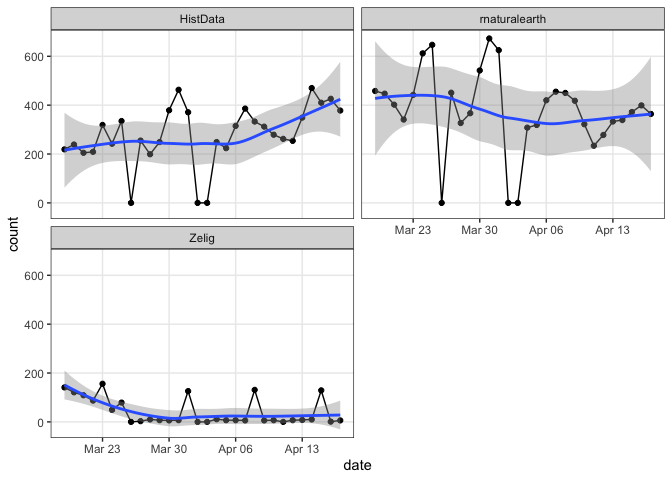 HistData
rnaturalearth
600
400
200
0
Mar 23
Mar 30
Apr 06
Apr 13
Zelig
600
400
200
0
Mar 23
Mar 30
Apr 06
Apr 13
count
date